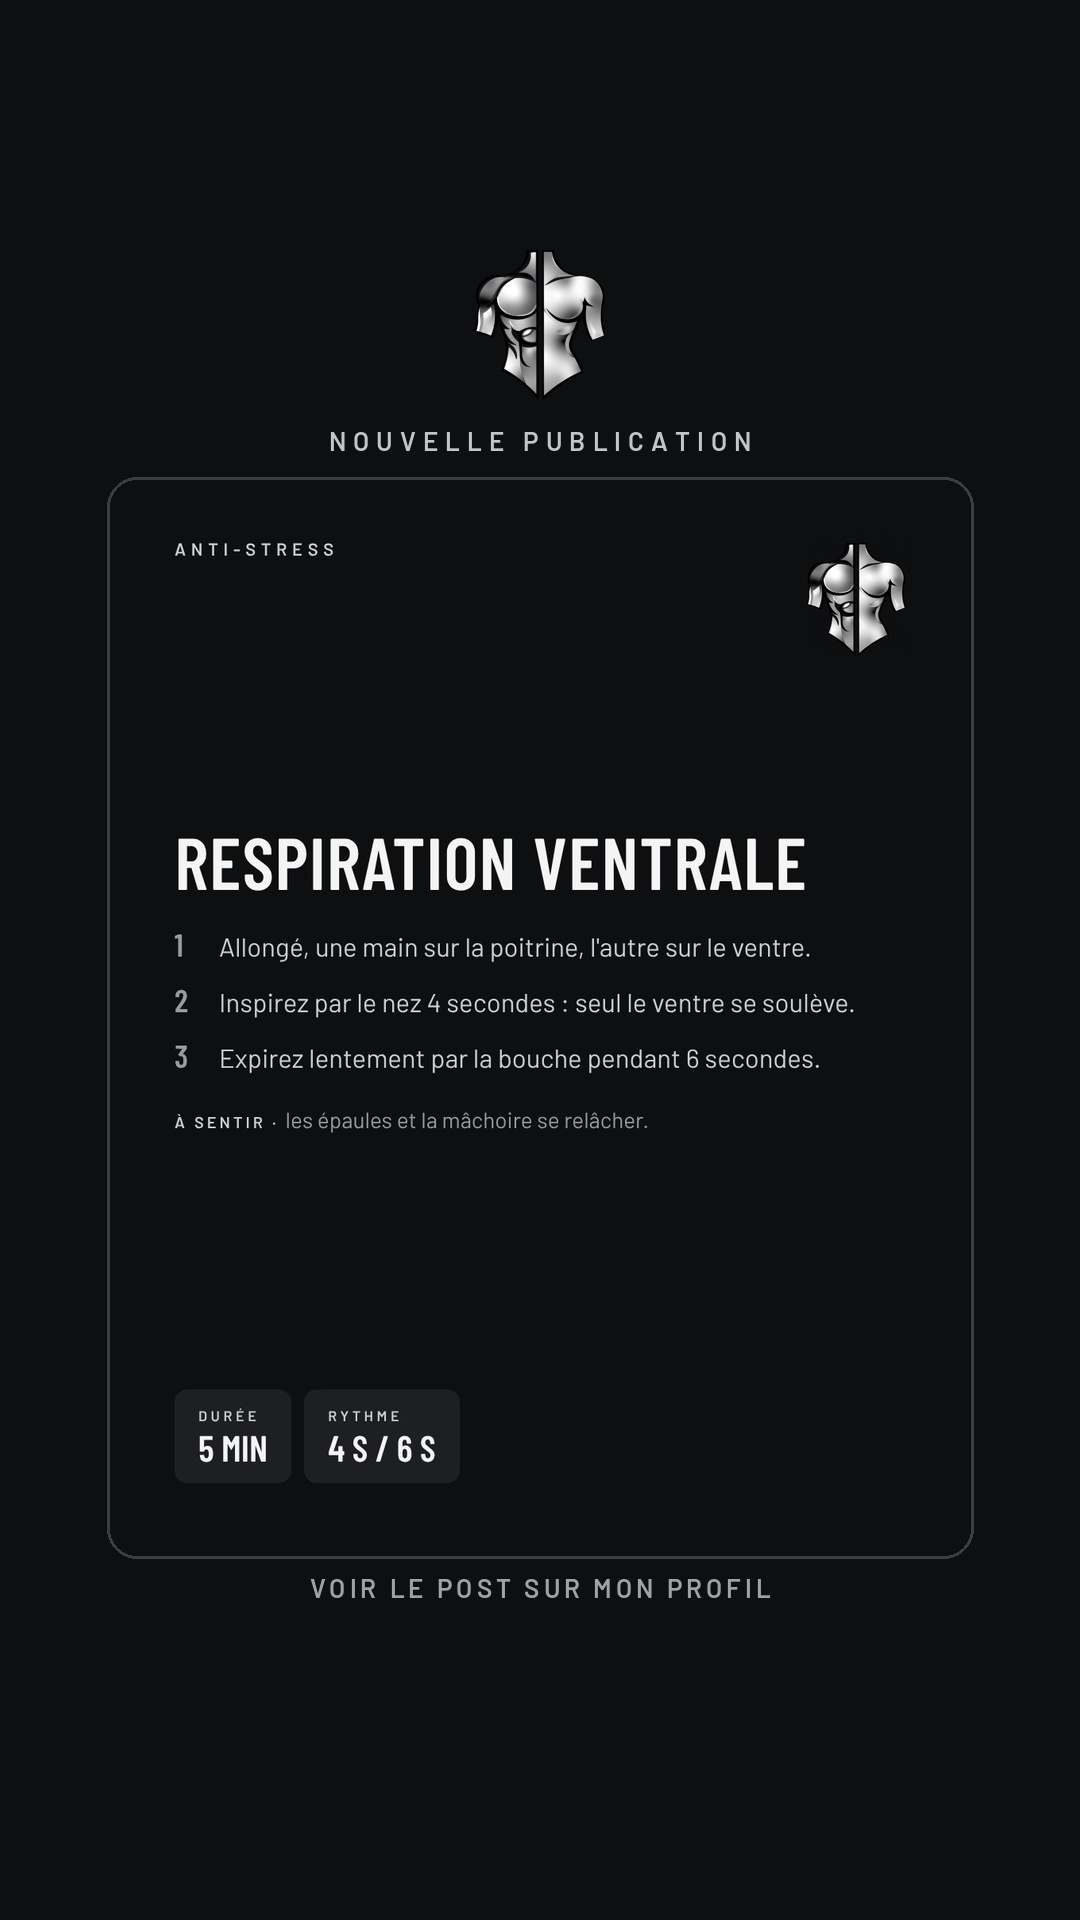 NOUVELLE PUBLICATION
ANTI-STRESS
RESPIRATION VENTRALE
1 Allongé, une main sur la poitrine, l'autre sur le ventre.
2 Inspirez par le nez 4 secondes : seul le ventre se soulève.
3 Expirez lentement par la bouche pendant 6 secondes.
À SENTIR · les épaules et la mâchoire se relâcher.
DURÉE
5 MIN
RYTHME
4 S / 6 S
VOIR LE POST SUR MON PROFIL